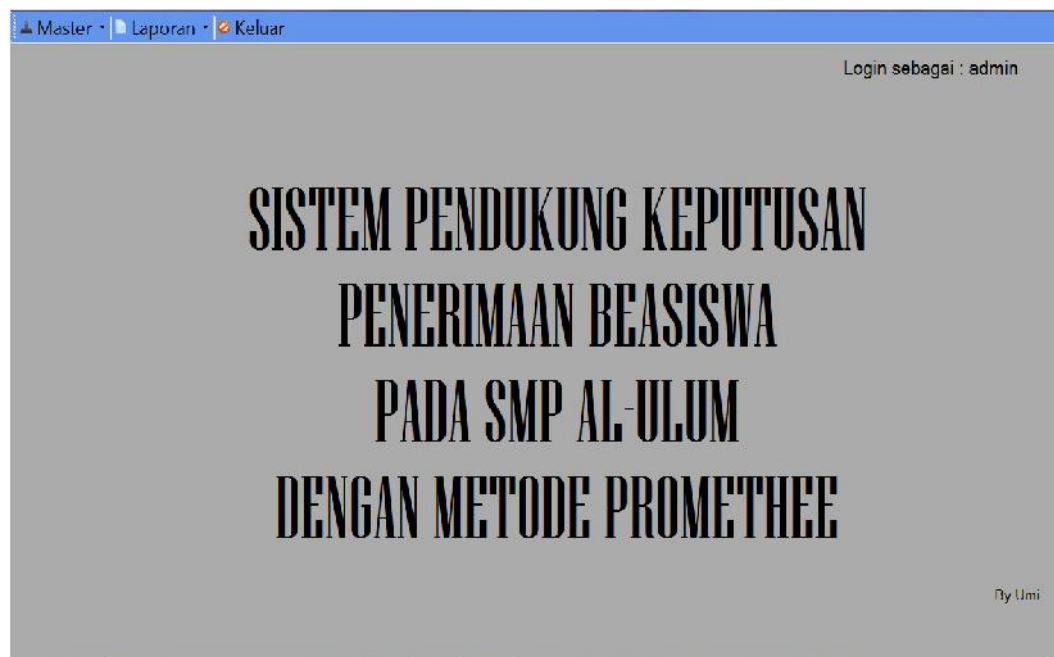 Master Laporan Keluar
Login sebagai : admin
SISTEM PENDUKUNG KEPUTUSAN
PENERIMAAN BEASISWA
PADA SMP AL-ULUM
DENGAN METODE PROMETHEE
By Umi